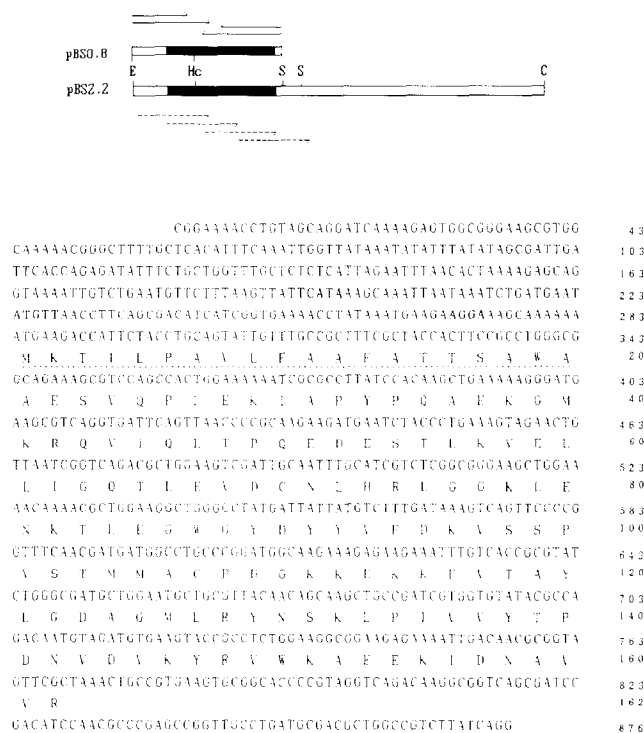 pBS0.8
E Hc S S C
pBS2.2
CGGAAAACCTGTAGCAGGATCAAAAGAGTGGCGGGAAGCGTGG 43
CAAAAACGGGCTTTTGCTCACATTTCAAATTGGTTATAAATATATTTATATAGCGATTGA 103
TTCACCAGAGATATTTCTGCTGGTTTGCTCTCTCATTAGAATTTAACACTAAAAGAGCAG 163
GTAAAATTGTCTGAATGTTCTTTAAGTTATTCATAAAGCAAATTAATAAATCTGATGAAT 223
ATGTTAACCTTCAGCGACATCATCGGTGAAAACCTATAAATGAAGAAGGAAAGCAAAAAA 283
ATGAAGACCATTCTACCTGCAGTATTGTTTGCCGCTTTCGCTACCACTTCCGCCTGGGCG 343
M K T I L P A V L F A A F A T T S A W A 20
GCAGAAAGCGTCCAGCCACTGGAAAAAATCGCGCCTTATCCACAAGCTGAAAAAGGGATG 403
A E S V Q P L E K I A P Y P Q A E K G M 40
AAGCGTCAGGTGATTCAGTTAACCCCGCAAGAAGATGAATCTACCCTGAAAGTAGAACTG 463
K R Q V I Q L T P Q E D E S T L K V E L 60
TTAATCGGTCAGACGCTGGAAGTCGATTGCAATTTGCATCGTCTCGGCGGGAAGCTGGAA 523
L I G Q T L E V D C N L H R L G G K L E 80
AACAAAACGCTGGAAGGCTGGGGCTATGATTATTATGTCTTTGATAAAGTCAGTTCCCCG 583
N K T L E G W G Y D Y Y V F D K V S S P 100
GTTTCAACGATGATGGCCTGCCCGGATGGCAAGAAAGAGAAGAAATTTGTCACCGCGTAT 643
V S T M M A C P D G K K E K K F V T A Y 120
CTGGGCGATGCTGGAATGCTGCGTTACAACAGCAAGCTGCCGATCGTGGTGTATACGCCA 703
L G D A G M L R Y N S K L P I V V Y T P 140
GACAATGTAGATGTGAAGTACCGCGTCTGGAAGGCGGAAGAGAAAATTGACAACGCGGTA 763
D N V D V K Y R V W K A E E K I D N A V 160
GTTCGCTAAACTGCCGTGAAGTGCGGCACCCCGTAGGTCAGACAAGGCGGTCAGCGATCC 823
V R 162
GACATCCAACGCCCGAGCCGGTTGCCTGATGCGACGCTGGCCGTCTTATCAGG 876